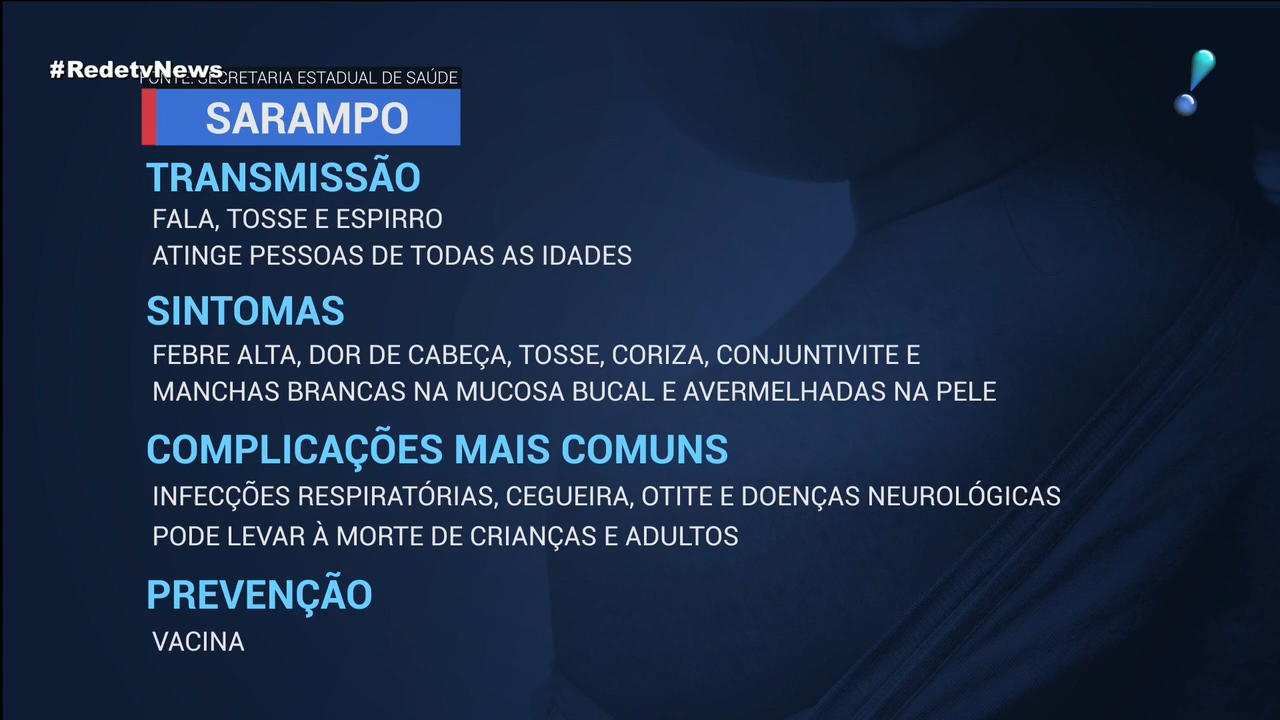 #RedetvNews
FONTE: SECRETARIA ESTADUAL DE SAÚDE
SARAMPO
TRANSMISSÃO
FALA, TOSSE E ESPIRRO
ATINGE PESSOAS DE TODAS AS IDADES
SINTOMAS
FEBRE ALTA, DOR DE CABEÇA, TOSSE, CORIZA, CONJUNTIVITE E
MANCHAS BRANCAS NA MUCOSA BUCAL E AVERMELHADAS NA PELE
COMPLICAÇÕES MAIS COMUNS
INFECÇÕES RESPIRATÓRIAS, CEGUEIRA, OTITE E DOENÇAS NEUROLÓGICAS
PODE LEVAR À MORTE DE CRIANÇAS E ADULTOS
PREVENÇÃO
VACINA